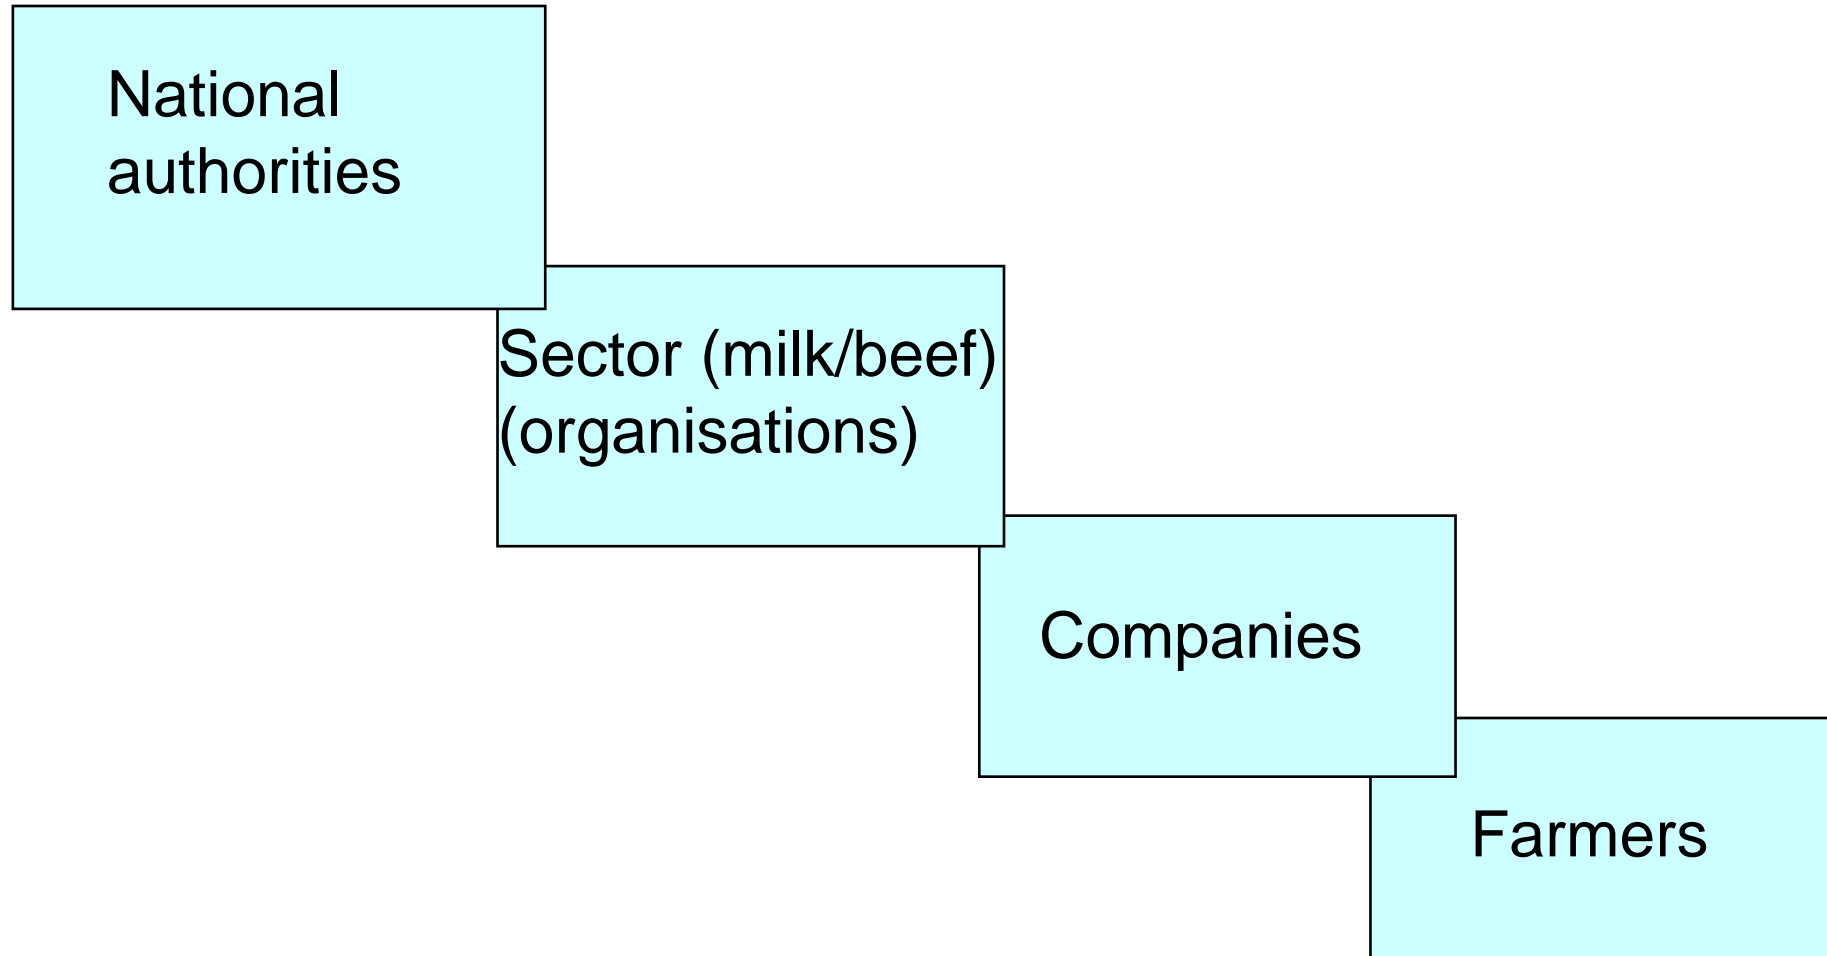 National
authorities
Sector (milk/beef)
(organisations)
Companies
Farmers